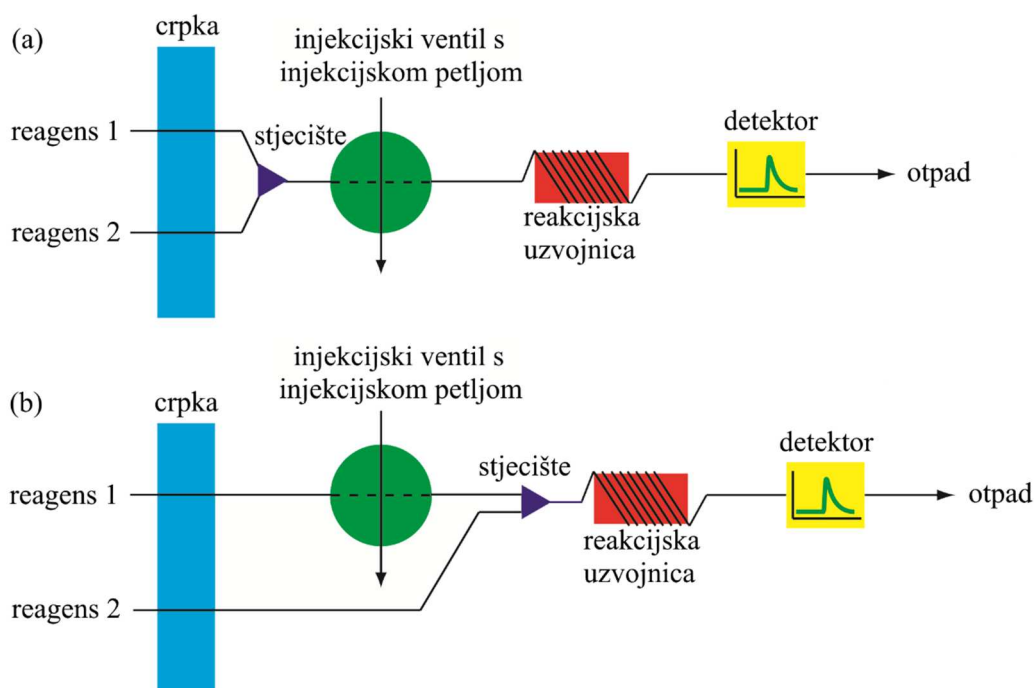 (a)
crpka
injekcijski ventil s
injekcijskom petljom
reagens 1
stjecište
detektor
otpad
reagens 2
reakcijska
uzvojnica
(b)
crpka
injekcijski ventil s
injekcijskom petljom
reagens 1
stjecište
detektor
otpad
reakcijska
uzvojnica
reagens 2